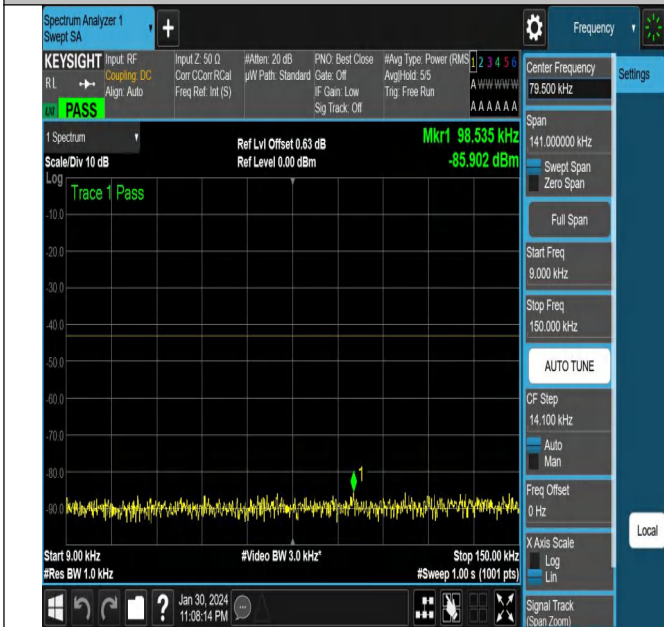 Spectrum Analyzer 1
Swept SA
Frequency
KEYSIGHT
RL
PASS
Input: RF
Coupling: DC
Align: Auto
Input Z: 50 Ω
Corr CCorr RCal
Freq Ref: Int (S)
#Atten: 20 dB
µW Path: Standard
PNO: Best Close
Gate: Off
IF Gain: Low
Sig Track: Off
#Avg Type: Power (RMS
Avg|Hold: 5/5
Trig: Free Run
1 2 3 4 5 6
A W W W W W
A A A A A A
1 Spectrum
Scale/Div 10 dB
Log
Ref Lvl Offset 0.63 dB
Ref Level 0.00 dBm
Mkr1 98.535 kHz
-85.902 dBm
Trace 1 Pass
-10.0
-20.0
-30.0
-40.0
-50.0
-60.0
-70.0
-80.0
-90.0
1
Start 9.00 kHz
#Res BW 1.0 kHz
#Video BW 3.0 kHz*
Stop 150.00 kHz
#Sweep 1.00 s (1001 pts)
Jan 30, 2024
11:08:14 PM
Center Frequency
79.500 kHz
Settings
Span
141.000000 kHz
Swept Span
Zero Span
Full Span
Start Freq
9.000 kHz
Stop Freq
150.000 kHz
AUTO TUNE
CF Step
14.100 kHz
Auto
Man
Freq Offset
0 Hz
Local
X Axis Scale
Log
Lin
Signal Track
(Span Zoom)